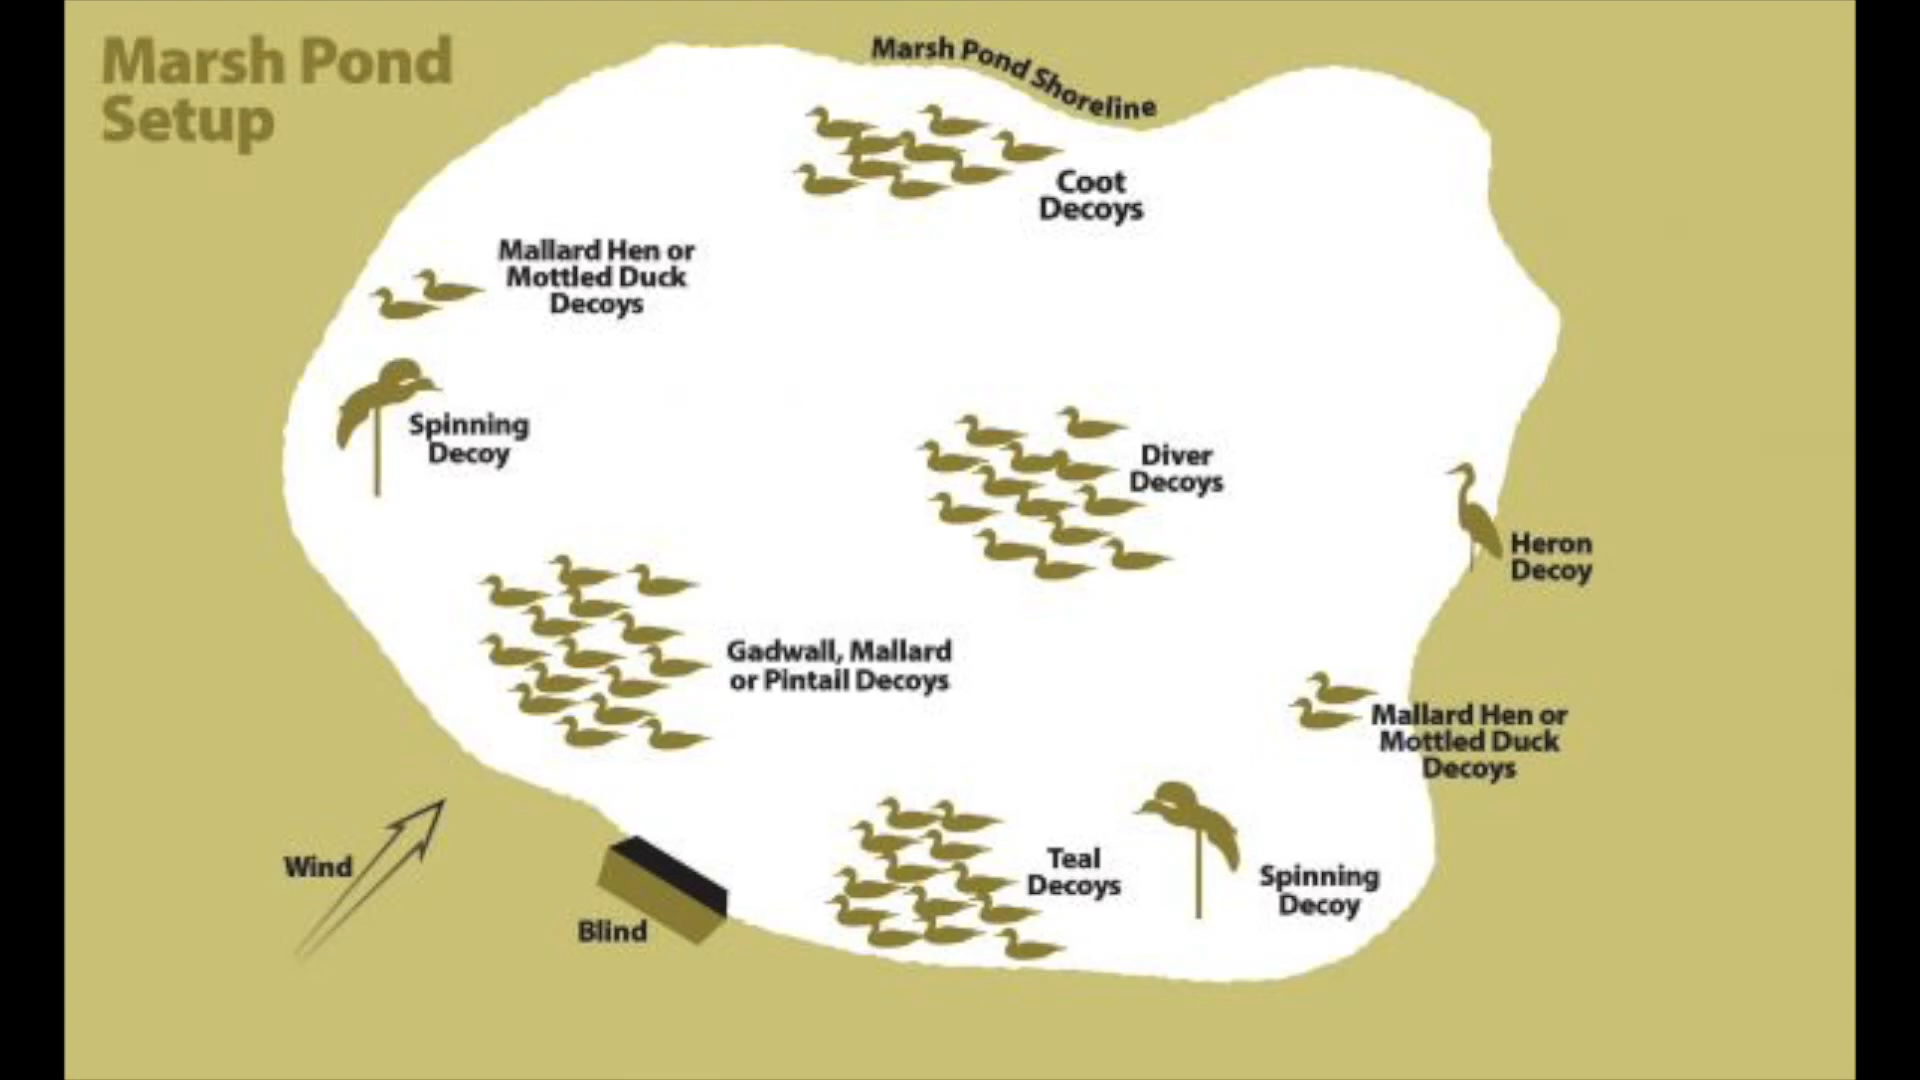 Marsh Pond
Setup
Marsh Pond Shoreline
Coot
Decoys
Mallard Hen or
Mottled Duck
Decoys
Spinning
Decoy
Diver
Decoys
Heron
Decoy
Gadwall, Mallard
or Pintail Decoys
Mallard Hen or
Mottled Duck
Decoys
Teal
Decoys
Spinning
Decoy
Wind
Blind